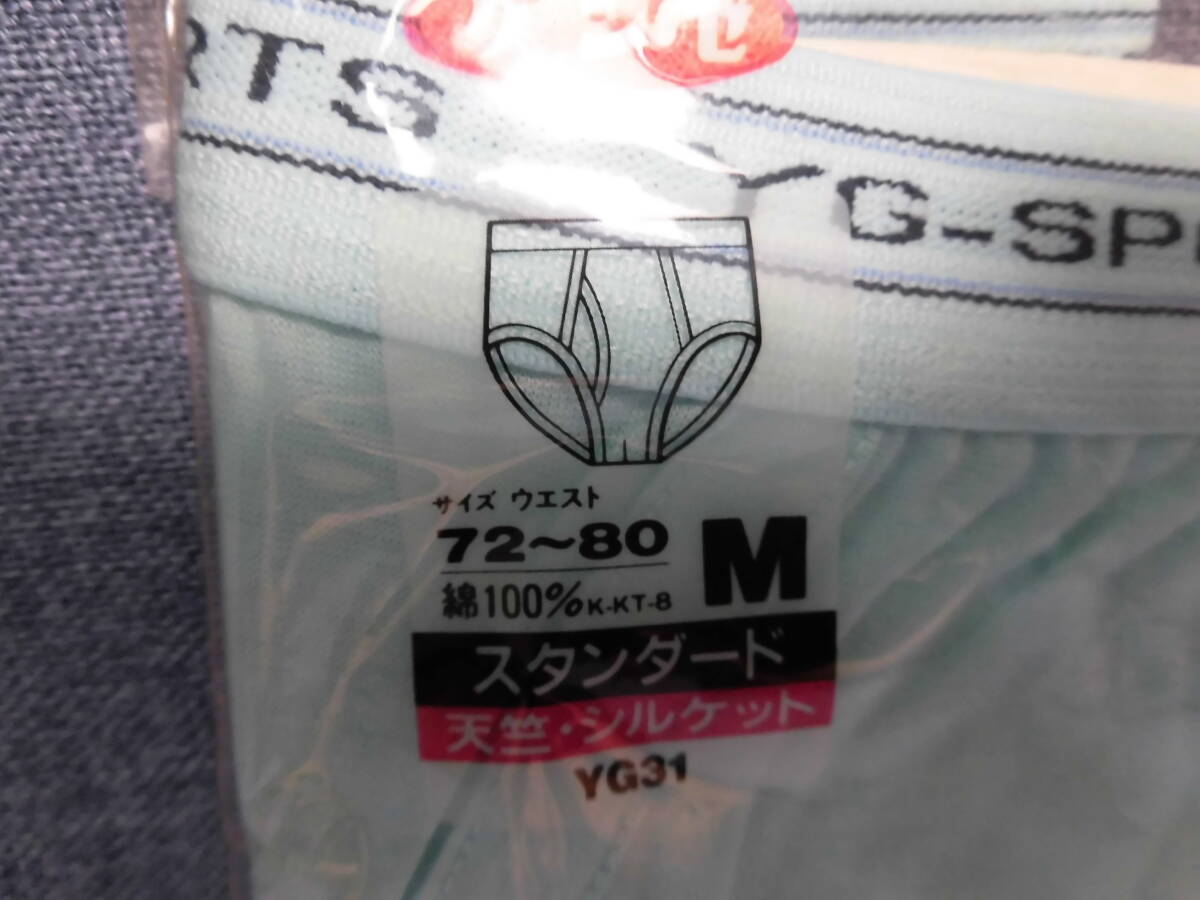 RTS
YG-SP
サイズ ウエスト
72~80
M
綿100% K-KT-8
スタンダード
天竺・シルケット
YG31